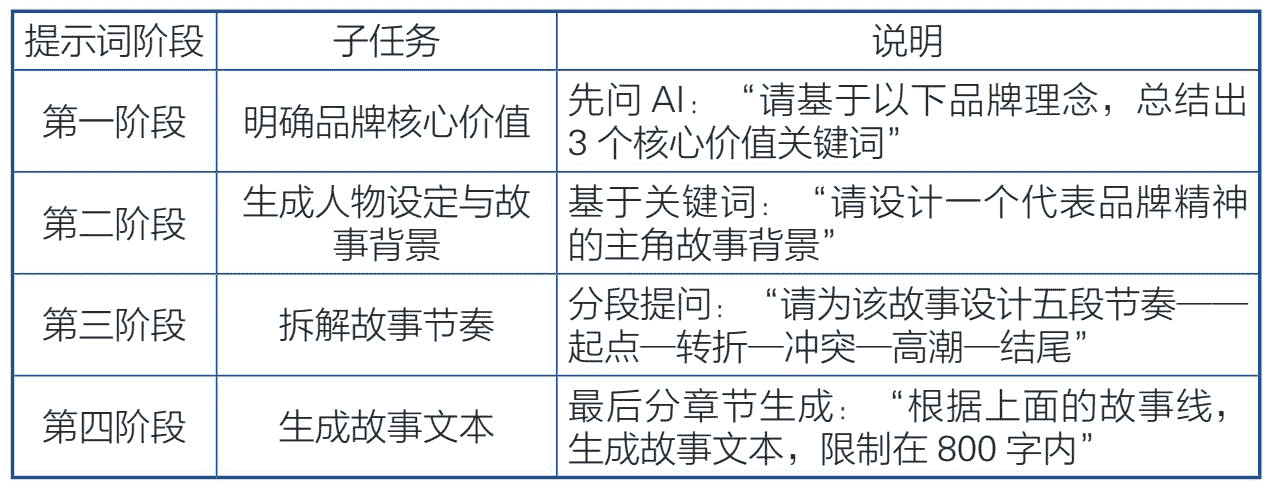 提示词阶段 子任务 说明
第一阶段 明确品牌核心价值 先问 AI：“请基于以下品牌理念，总结出
3 个核心价值关键词”
第二阶段 生成人物设定与故
事背景 基于关键词：“请设计一个代表品牌精神
的主角故事背景”
第三阶段 拆解故事节奏 分段提问：“请为该故事设计五段节奏——
起点—转折—冲突—高潮—结尾”
第四阶段 生成故事文本 最后分章节生成：“根据上面的故事线，
生成故事文本，限制在 800 字内”